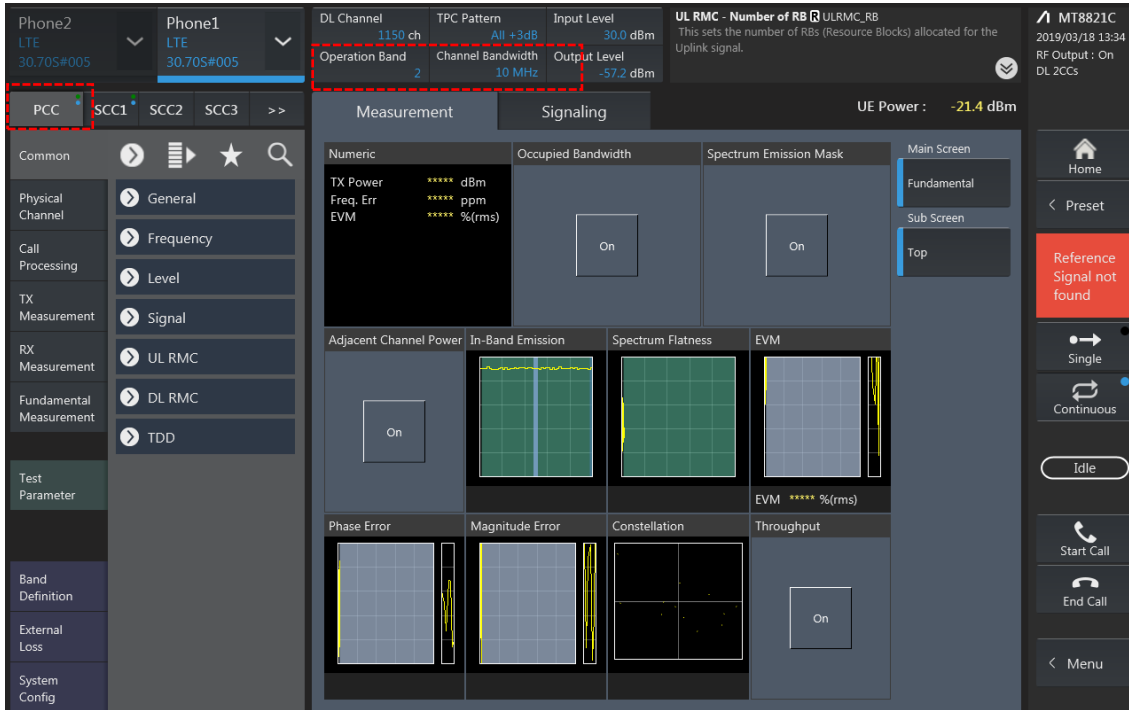 Phone2
LTE
30.70S#005
Phone1
LTE
30.70S#005
DL Channel
1150 ch
TPC Pattern
All +3dB
Input Level
30.0 dBm
Operation Band
2
Channel Bandwidth
10 MHz
Output Level
-57.2 dBm
UL RMC - Number of RB R ULRMC_RB
This sets the number of RBs (Resource Blocks) allocated for the
Uplink signal.
MT8821C
2019/03/18 13:34
RF Output : On
DL 2CCs
PCC
SCC1
SCC2
SCC3
>>
Measurement
Signaling
UE Power : -21.4 dBm
Common
Physical
Channel
Call
Processing
TX
Measurement
RX
Measurement
Fundamental
Measurement
Test
Parameter
Band
Definition
External
Loss
System
Config
General
Frequency
Level
Signal
UL RMC
DL RMC
TDD
Numeric
TX Power ***** dBm
Freq. Err ***** ppm
EVM ***** %(rms)
Occupied Bandwidth
On
Spectrum Emission Mask
On
Main Screen
Fundamental
Sub Screen
Top
Adjacent Channel Power
On
In-Band Emission
Spectrum Flatness
EVM
EVM ***** %(rms)
Phase Error
Magnitude Error
Constellation
Throughput
On
Home
< Preset
Reference
Signal not
found
Single
Continuous
Idle
Start Call
End Call
< Menu